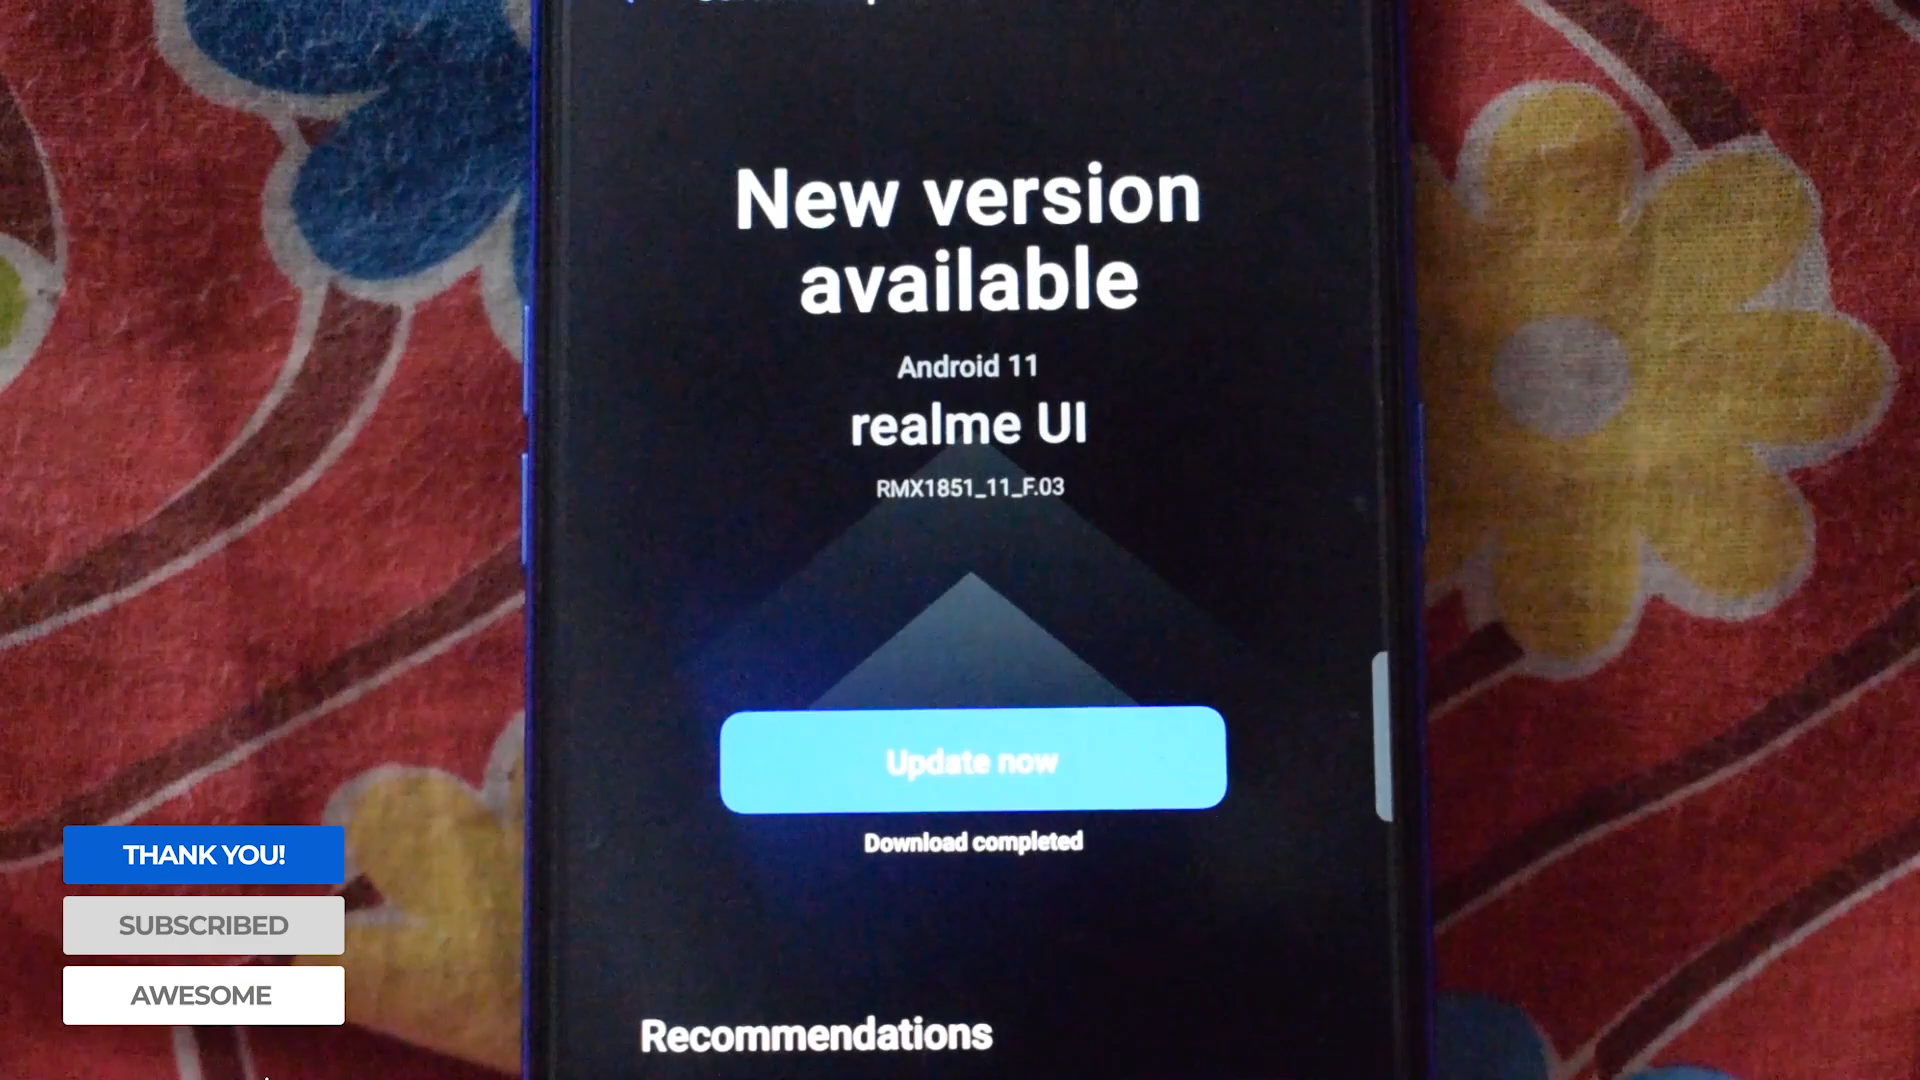 New version
available
Android 11
realme UI
RMX1851_11_F.03
Update now
Download completed
Recommendations
THANK YOU!
SUBSCRIBED
AWESOME